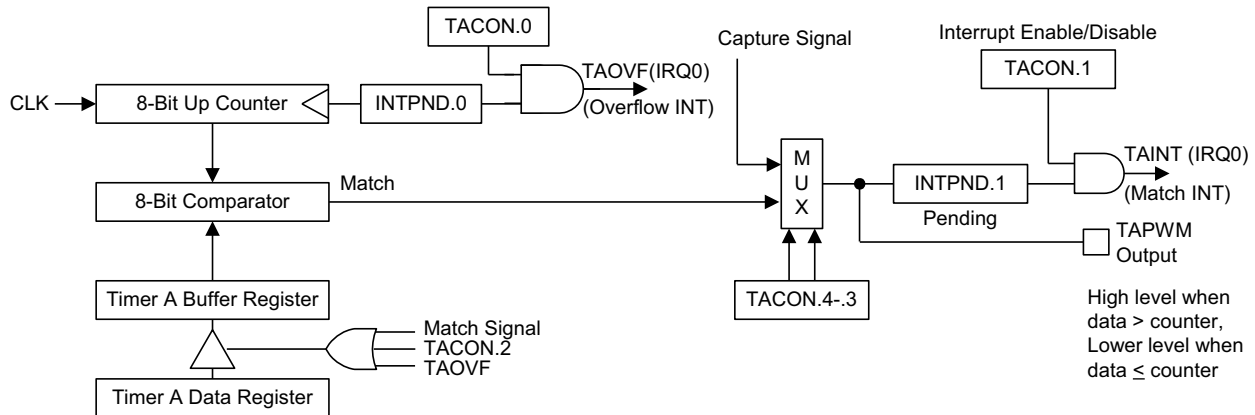 TACON.0
TAOVF(IRQ0)
(Overflow INT)
CLK
8-Bit Up Counter
INTPND.0
Capture Signal
Interrupt Enable/Disable
TACON.1
8-Bit Comparator
Match
M
U
X
INTPND.1
Pending
TAINT (IRQ0)
(Match INT)
TAPWM
Output
Timer A Buffer Register
TACON.4-.3
Match Signal
TACON.2
TAOVF
Timer A Data Register
High level when
data > counter,
Lower level when
data ≤ counter